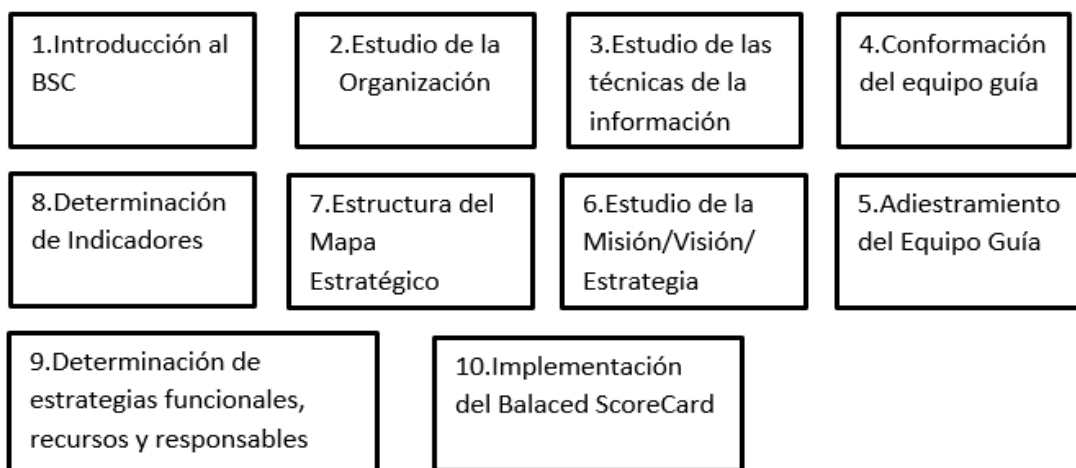 1.Introducción al
BSC
2.Estudio de la
Organización
3.Estudio de las
técnicas de la
información
4.Conformación
del equipo guía
8.Determinación
de Indicadores
7.Estructura del
Mapa
Estratégico
6.Estudio de la
Misión/Visión/
Estrategia
5.Adiestramiento
del Equipo Guía
9.Determinación de
estrategias funcionales,
recursos y responsables
10.Implementación
del Balaced ScoreCard